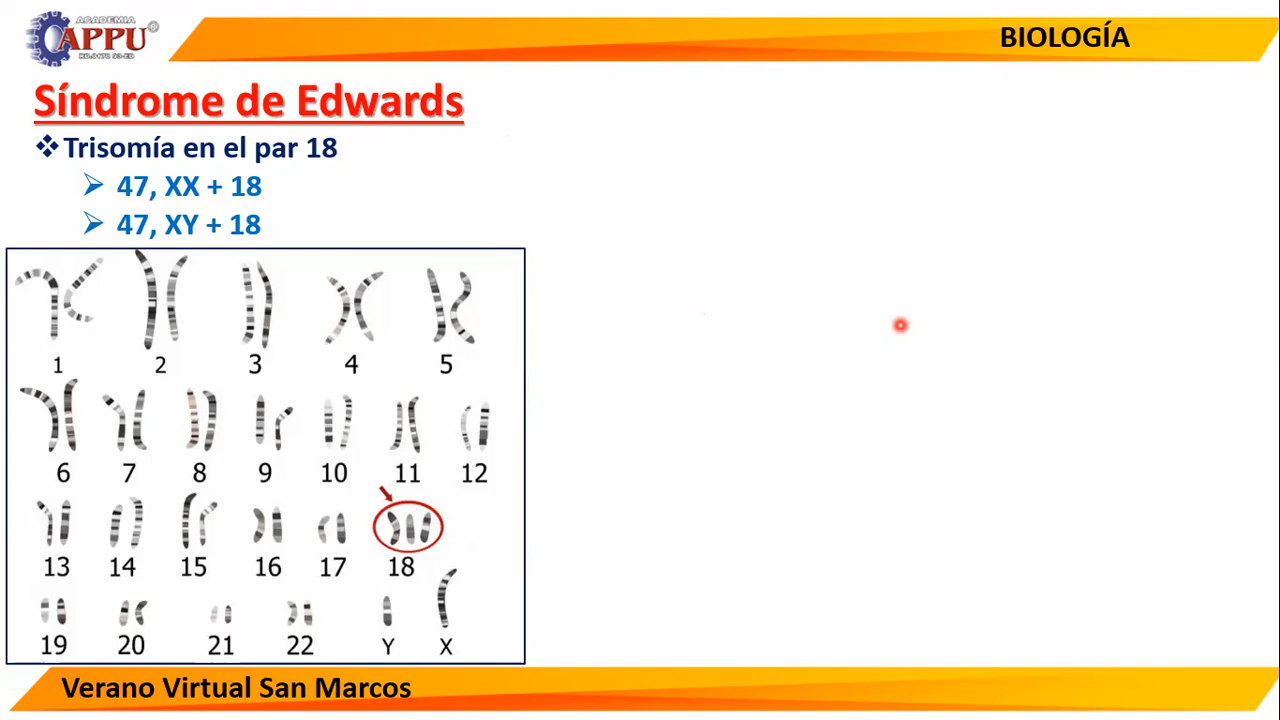 ACADEMIA
APPU®
BIOLOGÍA
Síndrome de Edwards
Trisomía en el par 18
47, XX + 18
47, XY + 18
1 2 3 4 5
6 7 8 9 10 11 12
13 14 15 16 17 18
19 20 21 22 Y X
Verano Virtual San Marcos